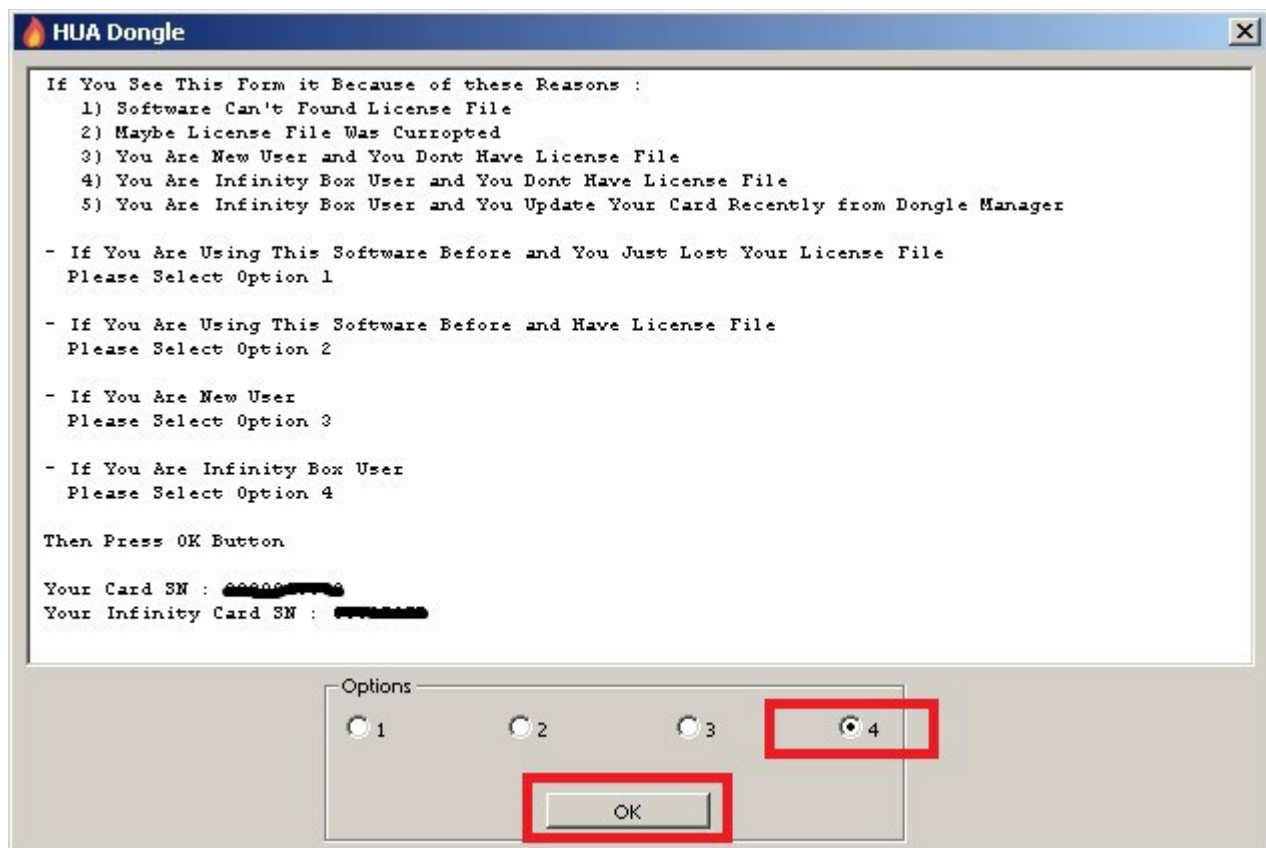 HUA Dongle
If You See This Form it Because of these Reasons :
1) Software Can't Found License File
2) Maybe License File Was Curropted
3) You Are New User and You Dont Have License File
4) You Are Infinity Box User and You Dont Have License File
5) You Are Infinity Box User and You Update Your Card Recently from Dongle Manager
- If You Are Using This Software Before and You Just Lost Your License File
Please Select Option 1
- If You Are Using This Software Before and Have License File
Please Select Option 2
- If You Are New User
Please Select Option 3
- If You Are Infinity Box User
Please Select Option 4
Then Press OK Button
Your Card SN :
Your Infinity Card SN :
Options
1 2 3 4
OK